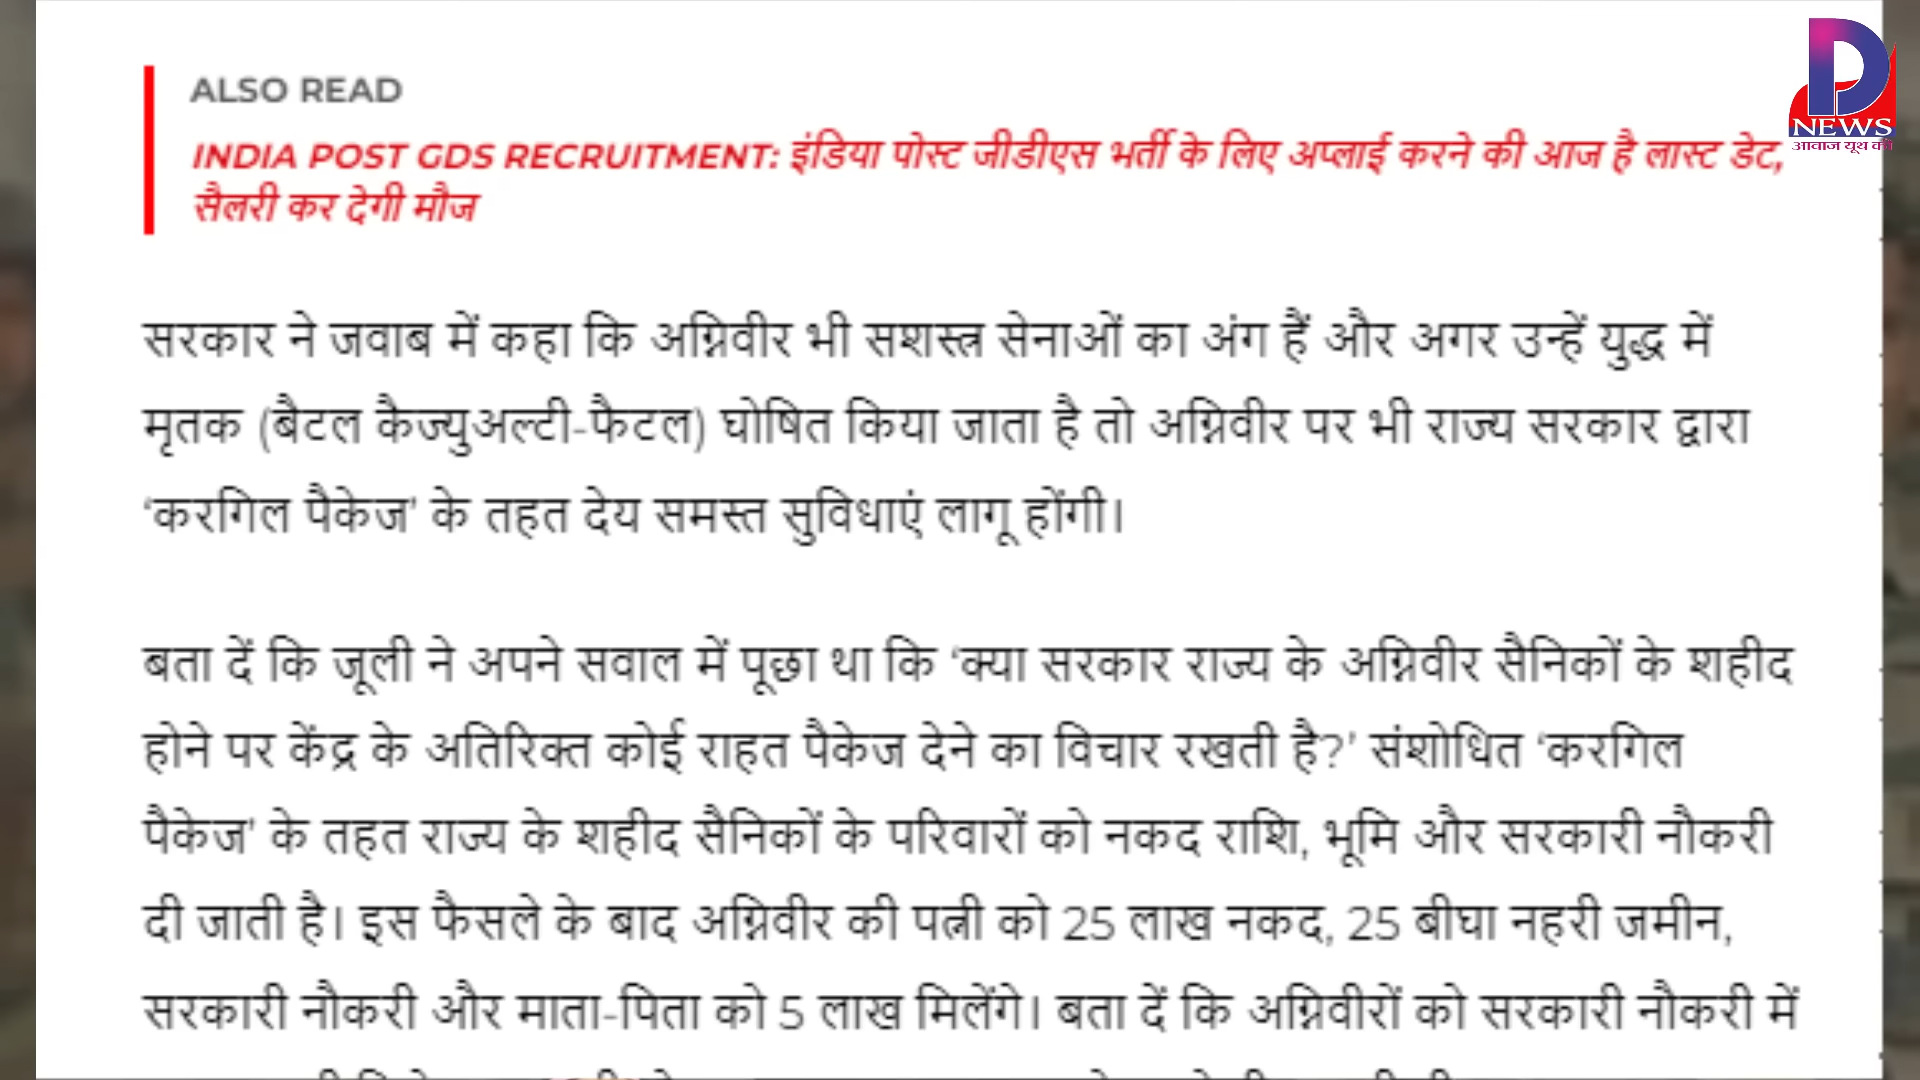 ALSO READ
INDIA POST GDS RECRUITMENT: इंडिया पोस्ट जीडीएस भर्ती के लिए अप्लाई करने की आज है लास्ट डेट,
सैलरी कर देगी मौज
D
NEWS
आवाज यूथ की
सरकार ने जवाब में कहा कि अग्निवीर भी सशस्त्र सेनाओं का अंग हैं और अगर उन्हें युद्ध में
मृतक (बैटल कैज्युअल्टी-फैटल) घोषित किया जाता है तो अग्निवीर पर भी राज्य सरकार द्वारा
‘करगिल पैकेज’ के तहत देय समस्त सुविधाएं लागू होंगी।
बता दें कि जूली ने अपने सवाल में पूछा था कि ‘क्या सरकार राज्य के अग्निवीर सैनिकों के शहीद
होने पर केंद्र के अतिरिक्त कोई राहत पैकेज देने का विचार रखती है?’ संशोधित ‘करगिल
पैकेज’ के तहत राज्य के शहीद सैनिकों के परिवारों को नकद राशि, भूमि और सरकारी नौकरी
दी जाती है। इस फैसले के बाद अग्निवीर की पत्नी को 25 लाख नकद, 25 बीघा नहरी जमीन,
सरकारी नौकरी और माता-पिता को 5 लाख मिलेंगे। बता दें कि अग्निवीरों को सरकारी नौकरी में